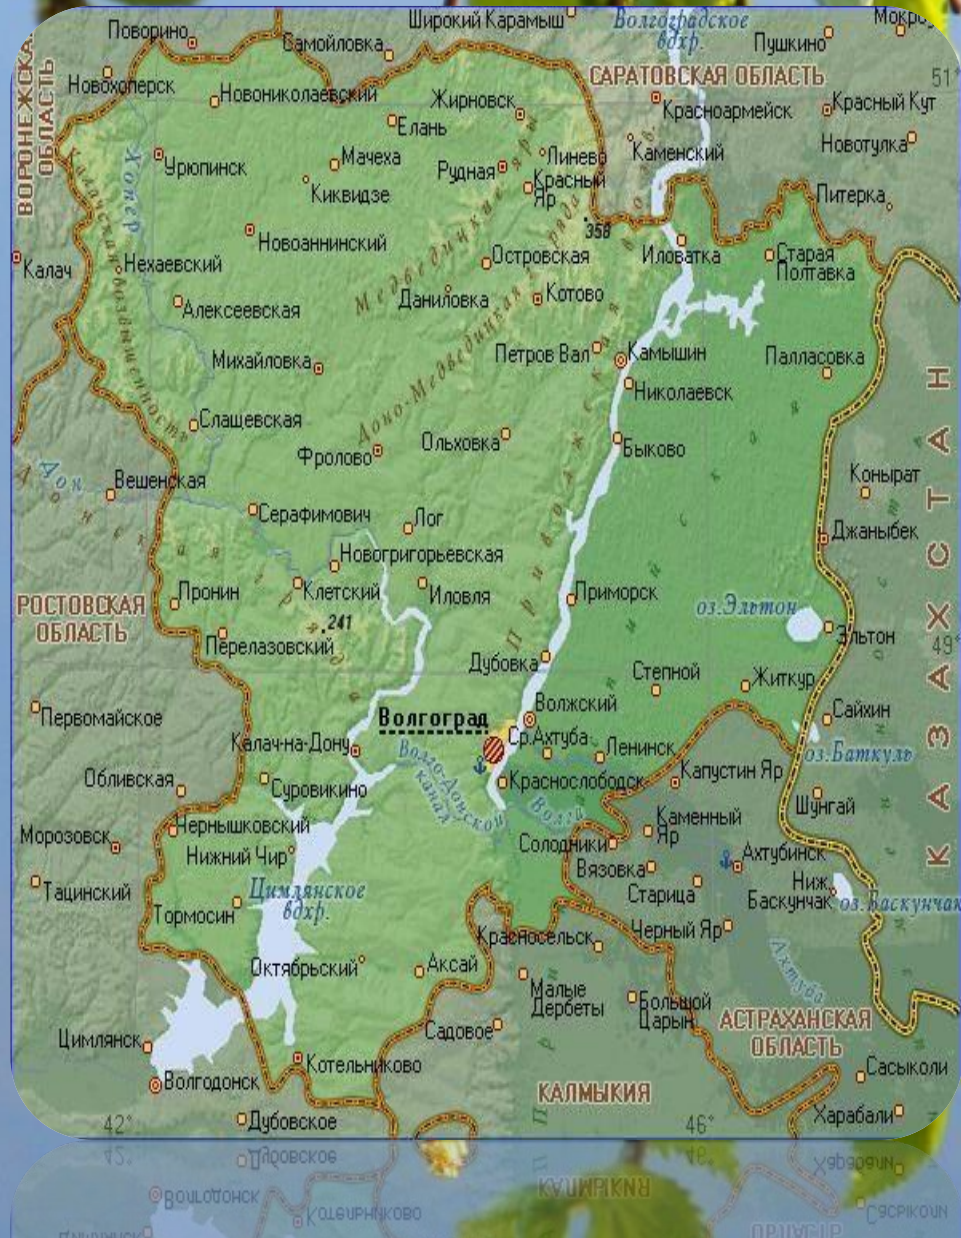 Широкий Карамыш
Волгоградское
вдхр.
Поворино
Самойловка
Пушкино
САРАТОВСКАЯ ОБЛАСТЬ
51°
Новохоперск
Новониколаевский
Жирновск
Красноармейск
Красный Кут
Елань
Новотулка
ВОРОНЕЖСКАЯ
ОБЛАСТЬ
Хопер
Урюпинск
Мачеха
Рудная
Линево
Каменский
Красный
Яр
Киквидзе
Питерка
Калачская возвышенность
Медведицкие яры
358
Новоаннинский
Островская
Иловатка
Старая
Полтавка
Калач
Нехаевский
Даниловка
Котово
Алексеевская
Доно-Медведицкая гряда
Петров Вал
Камышин
Палласовка
Михайловка
Николаевск
Слащевская
Ольховка
Фролово
Быково
Дон
Вешенская
Конырат
Серафимович
Лог
Джаныбек
Новогригорьевская
Донская гряда
Приволжская возв.
КАЗАХСТАН
Пронин
Клетский
Иловля
Приморск
оз.Эльтон
РОСТОВСКАЯ
ОБЛАСТЬ
241
Эльтон
49°
Перелазовский
Дубовка
Степной
Житкур
Первомайское
Волгоград
Волжский
Сайхин
Калач-на-Дону
Волго-Донской
канал
Ср.Ахтуба
Ленинск
оз.Баткуль
Обливская
Суровикино
Краснослободск
Капустин Яр
Шунгай
Волга
Чернышковский
Каменный
Яр
Морозовск
Нижний Чир
Солодники
Ахтубинск
Вязовка
Тацинский
Цимлянское
вдхр.
Старица
Ниж.
Баскунчак
оз.Баскунчак
Тормосин
Красносельск
Черный Яр
Октябрьский
Аксай
Ахтуба
Малые
Дербеты
Большой
Царын
АСТРАХАНСКАЯ
ОБЛАСТЬ
Цимлянск
Садовое
Котельниково
Сасыколи
Волгодонск
КАЛМЫКИЯ
Харабали
42°
Дубовское
46°